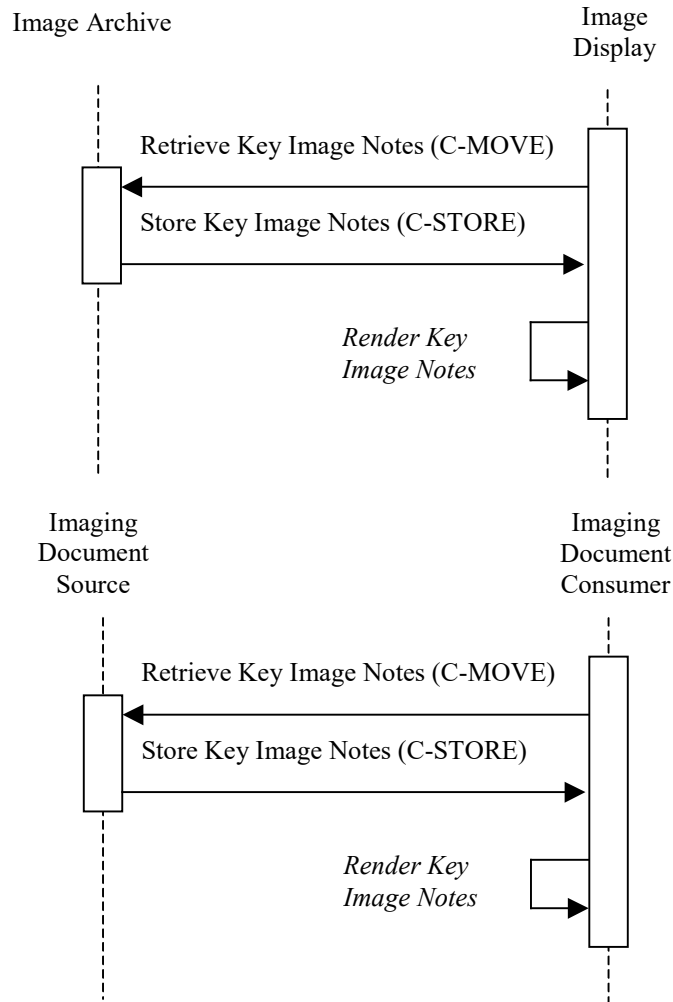 Image Archive
Image
Display
Retrieve Key Image Notes (C-MOVE)
Store Key Image Notes (C-STORE)
Render Key
Image Notes
Imaging
Document
Source
Imaging
Document
Consumer
Retrieve Key Image Notes (C-MOVE)
Store Key Image Notes (C-STORE)
Render Key
Image Notes